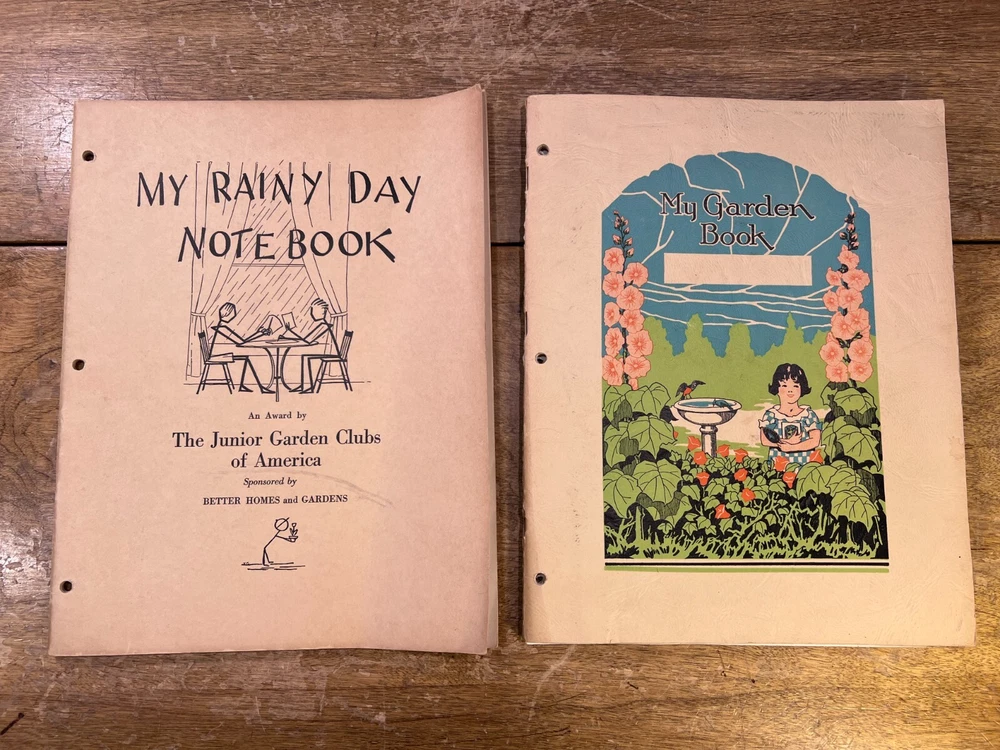 MY RAINY DAY
NOTE BOOK
An Award by
The Junior Garden Clubs
of America
Sponsored by
BETTER HOMES and GARDENS
My Garden
Book